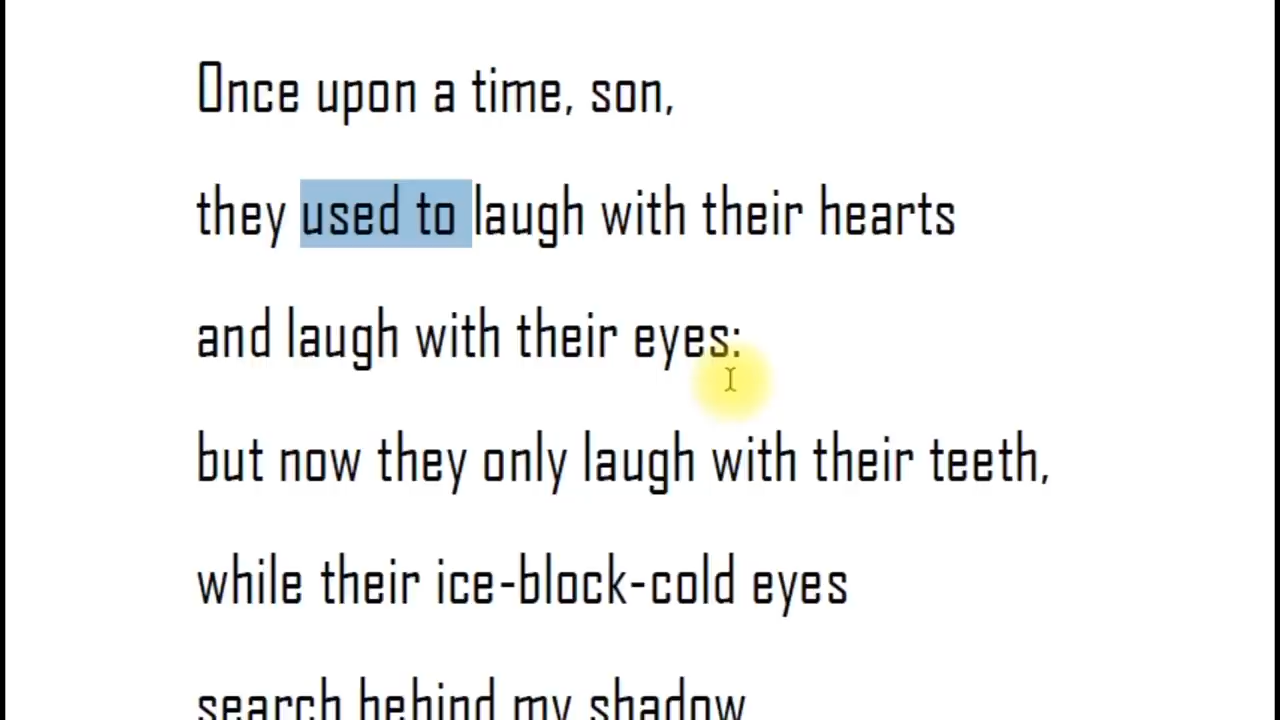 Once upon a time, son,
they used to laugh with their hearts
and laugh with their eyes:
but now they only laugh with their teeth,
while their ice-block-cold eyes
search behind my shadow